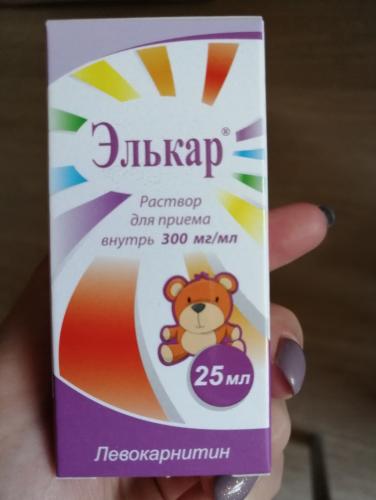 Элькар®
Раствор
для приема
внутрь 300 мг/мл
25 мл
Левокарнитин